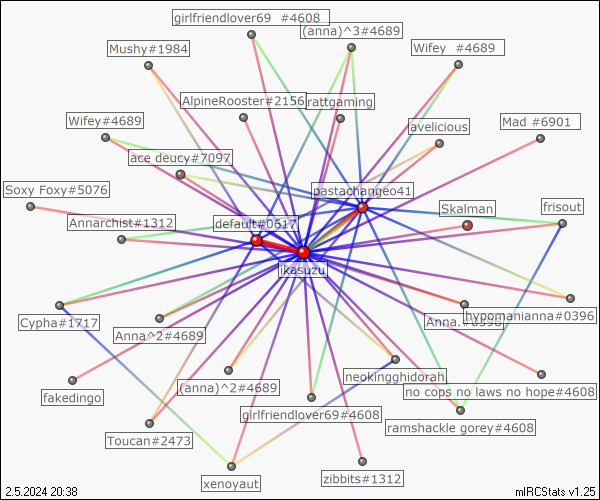 girlfriendlover69  #4608
(anna)^3#4689
Mushy#1984
Wifey  #4689
AlpineRooster#2156
rattgaming
Wifey#4689
avelicious
Mad #6901
ace deucy#7097
Soxy Foxy#5076
pastachangeo41
Skalman
frisout
Annarchist#1312
default#0617
ikasuzu
Cypha#1717
Anna^2#4689
Anna.#0396
hypomanianna#0396
(anna)^2#4689
neokingghidorah
fakedingo
no cops no laws no hope#4608
girlfriendlover69#4608
ramshackle gorey#4608
Toucan#2473
xenoyaut
zibbits#1312
2.5.2024 20:38
mIRCStats v1.25